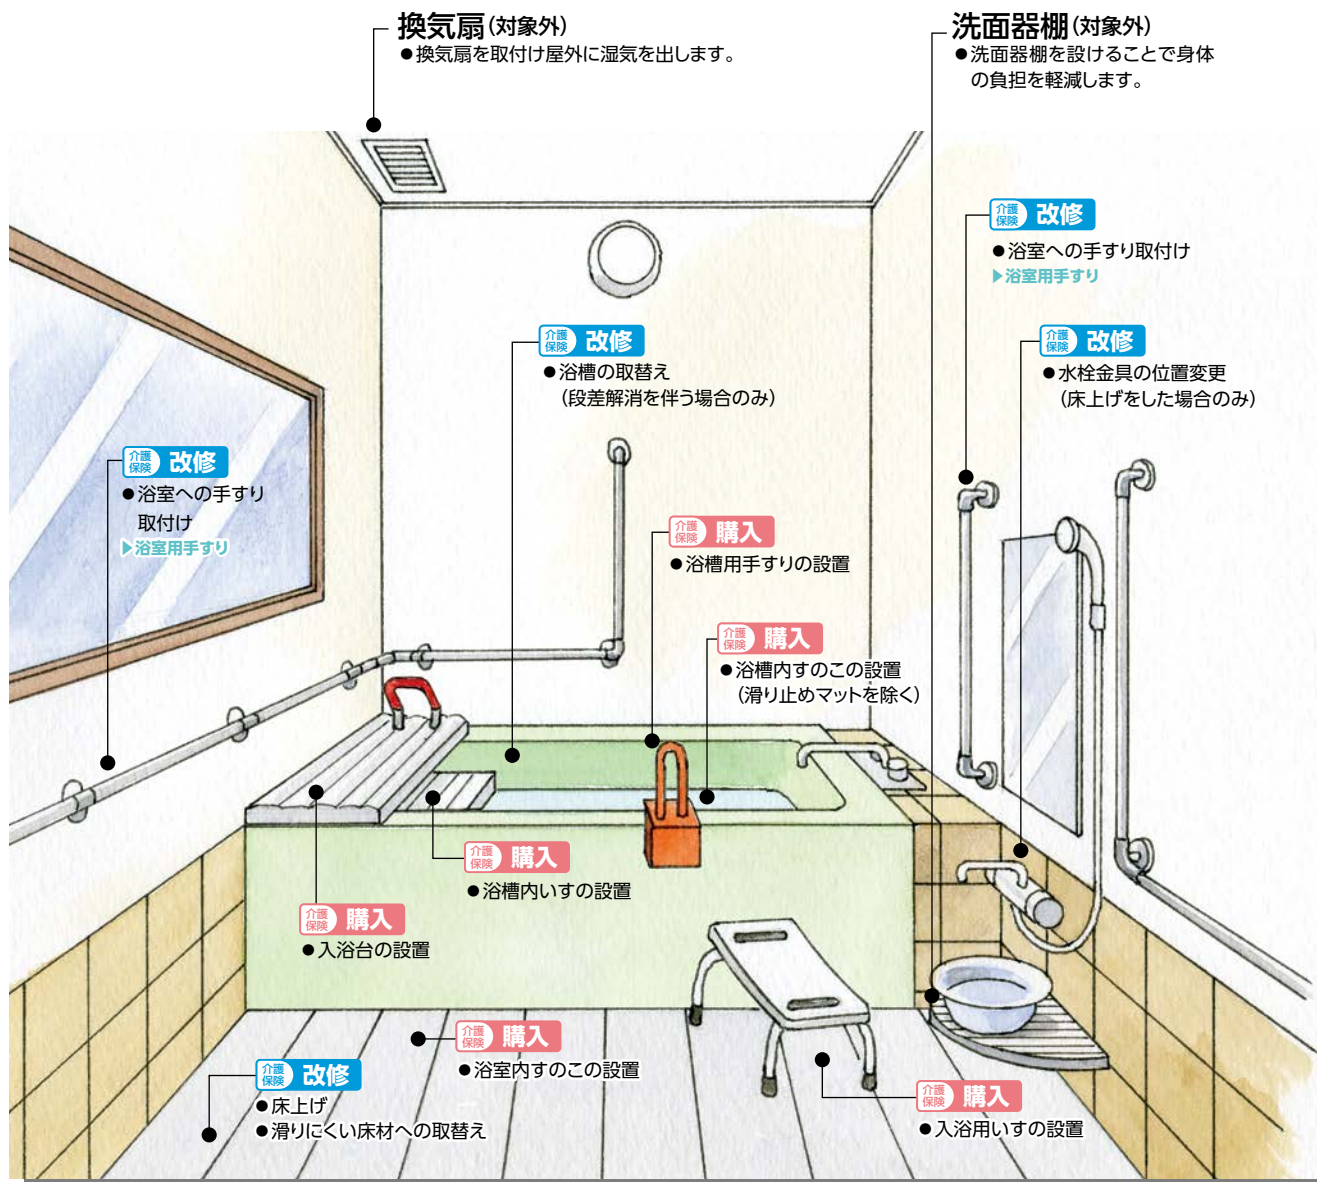 換気扇(対象外)
●換気扇を取付け屋外に湿気を出します。
洗面器棚(対象外)
●洗面器棚を設けることで身体
の負担を軽減します。
介護保険 改修
●浴室への手すり取付け
▶浴室用手すり
介護保険 改修
●浴槽の取替え
(段差解消を伴う場合のみ)
介護保険 改修
●水栓金具の位置変更
(床上げをした場合のみ)
介護保険 改修
●浴室への手すり
取付け
▶浴室用手すり
介護保険 購入
●浴槽用手すりの設置
介護保険 購入
●浴槽内すのこの設置
(滑り止めマットを除く)
介護保険 購入
●浴槽内いすの設置
介護保険 購入
●入浴台の設置
介護保険 購入
●浴室内すのこの設置
介護保険 改修
●床上げ
●滑りにくい床材への取替え
介護保険 購入
●入浴用いすの設置